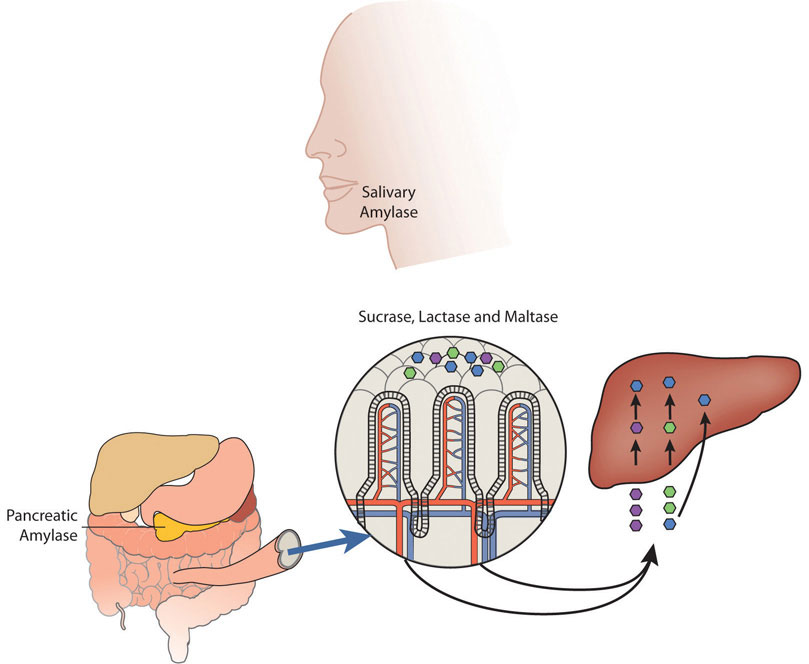 Salivary
Amylase
Sucrase, Lactase and Maltase
Pancreatic
Amylase